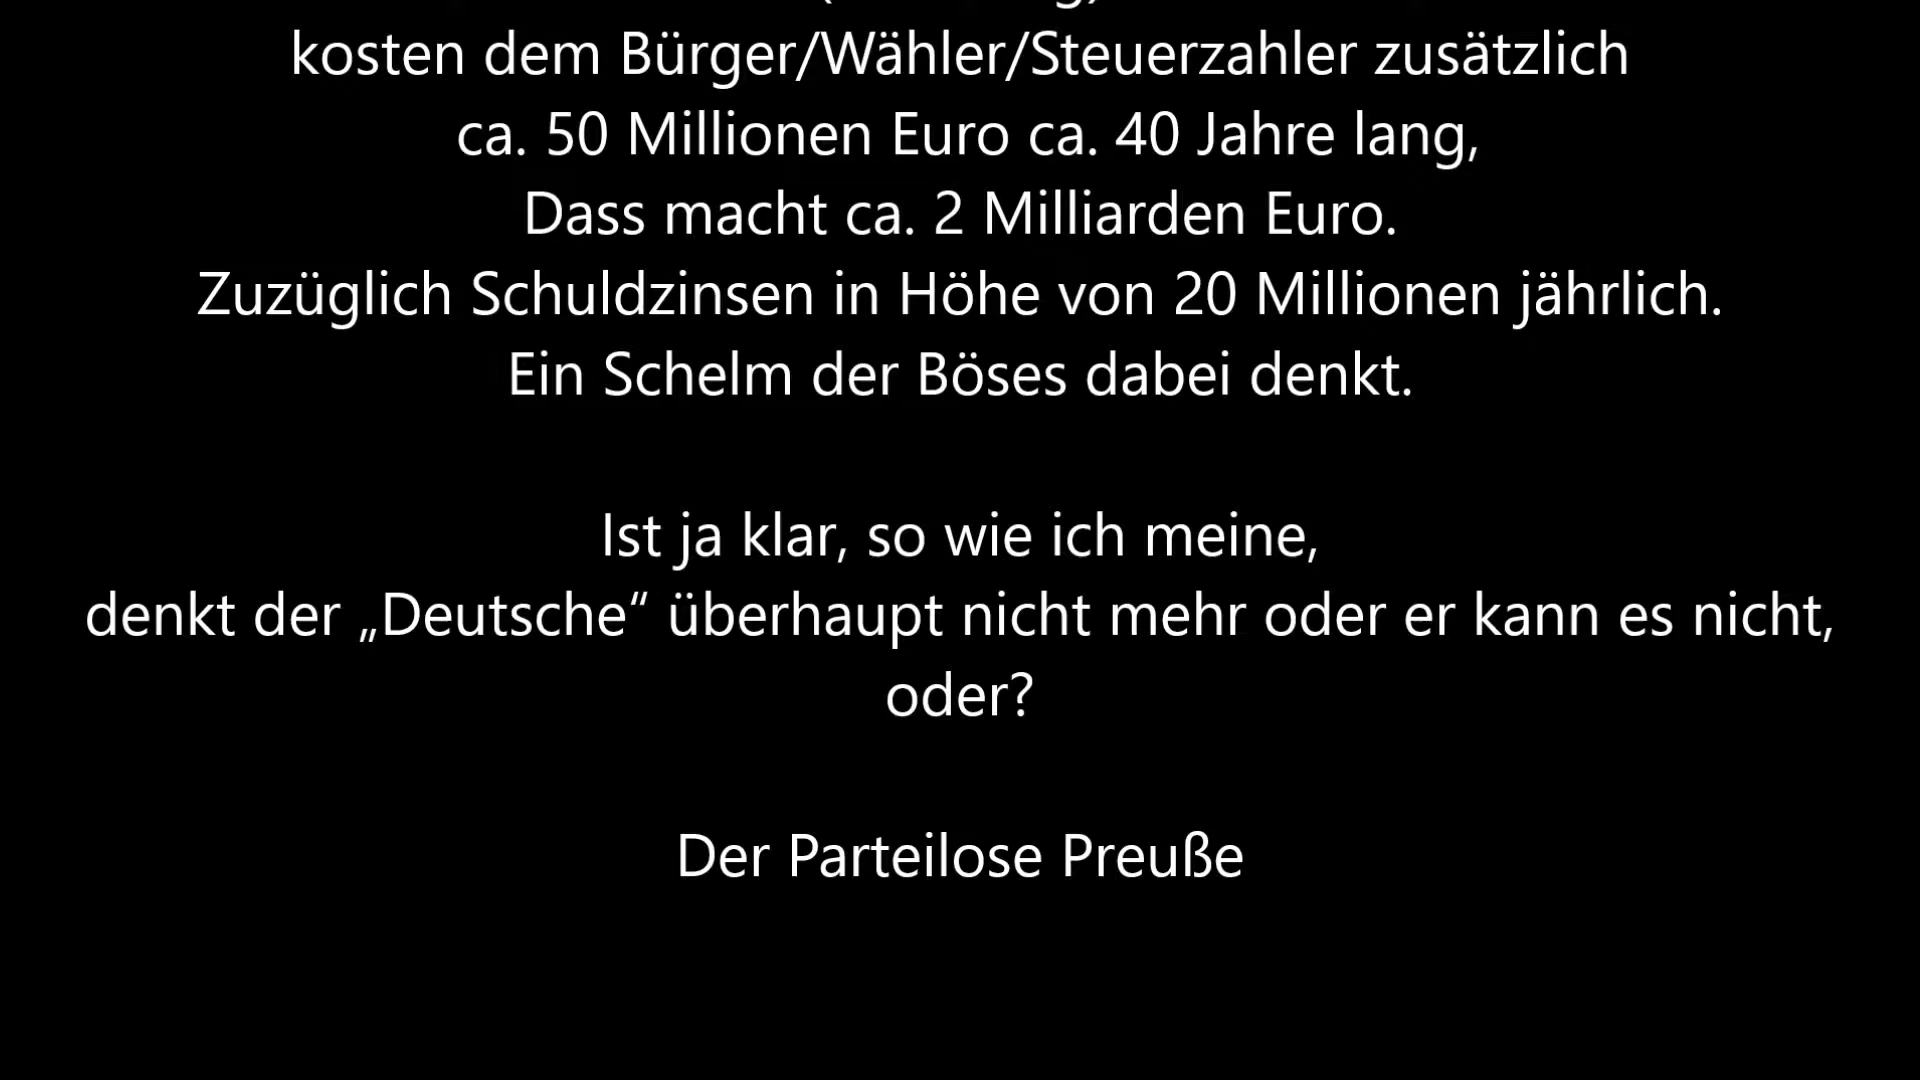 kosten dem Bürger/Wähler/Steuerzahler zusätzlich
ca. 50 Millionen Euro ca. 40 Jahre lang,
Dass macht ca. 2 Milliarden Euro.
Zuzüglich Schuldzinsen in Höhe von 20 Millionen jährlich.
Ein Schelm der Böses dabei denkt.
Ist ja klar, so wie ich meine,
denkt der „Deutsche“ überhaupt nicht mehr oder er kann es nicht,
oder?
Der Parteilose Preuße